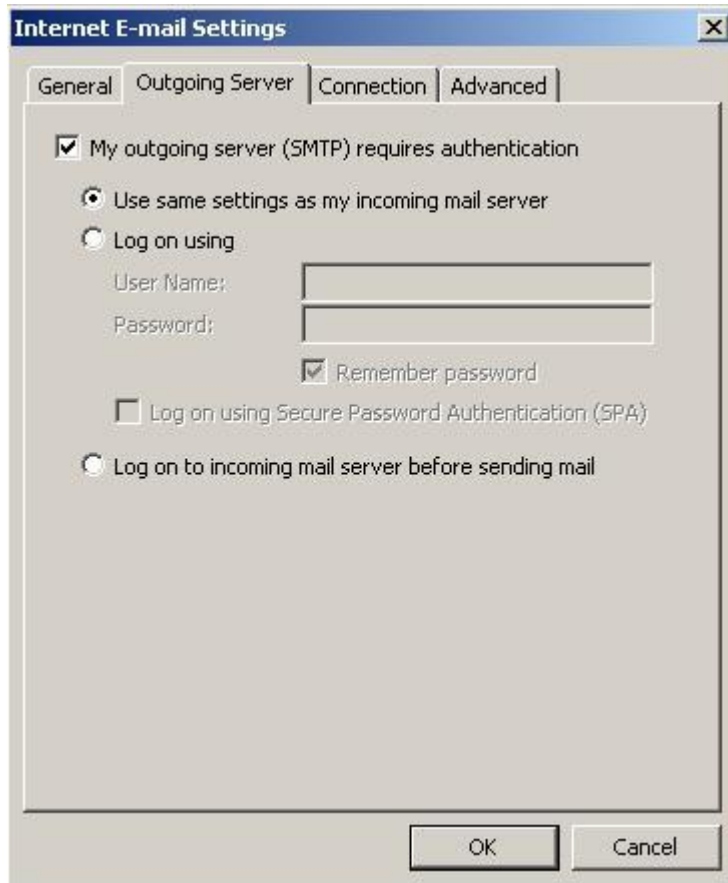 Internet E-mail Settings
General Outgoing Server Connection Advanced
My outgoing server (SMTP) requires authentication
Use same settings as my incoming mail server
Log on using
User Name:
Password:
Remember password
Log on using Secure Password Authentication (SPA)
Log on to incoming mail server before sending mail
OK Cancel